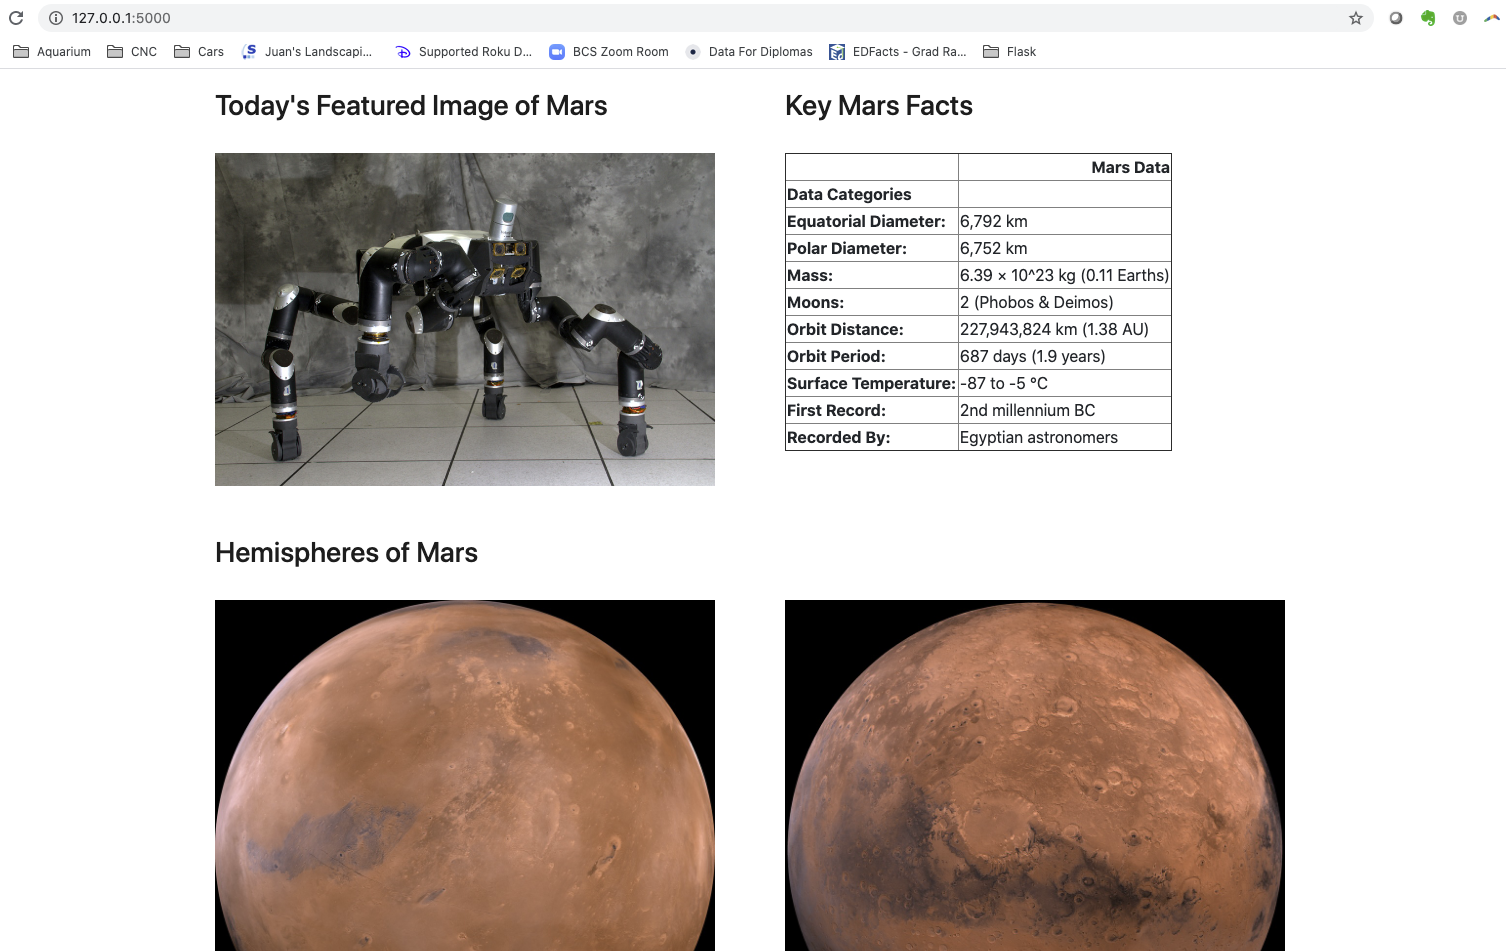 127.0.0.1:5000
Aquarium CNC Cars Juan's Landscapi... Supported Roku D... BCS Zoom Room Data For Diplomas EDFacts - Grad Ra... Flask
Today's Featured Image of Mars
Key Mars Facts
Mars Data
Data Categories
Equatorial Diameter: 6,792 km
Polar Diameter: 6,752 km
Mass: 6.39 × 10^23 kg (0.11 Earths)
Moons: 2 (Phobos & Deimos)
Orbit Distance: 227,943,824 km (1.38 AU)
Orbit Period: 687 days (1.9 years)
Surface Temperature: -87 to -5 °C
First Record: 2nd millennium BC
Recorded By: Egyptian astronomers
Hemispheres of Mars